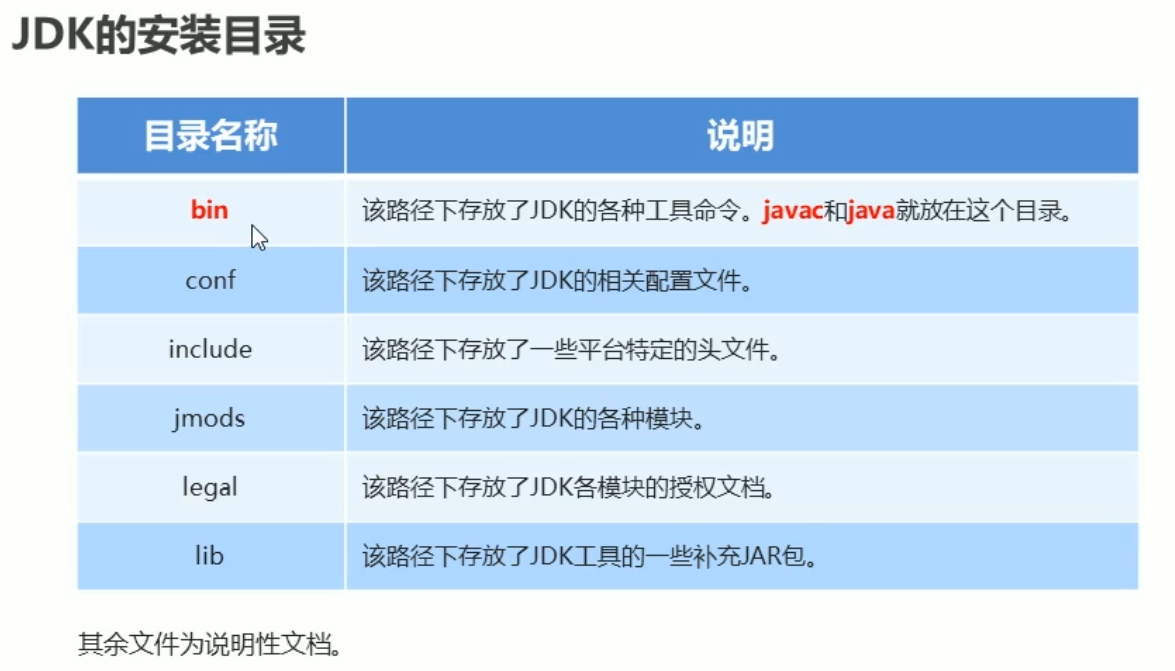 JDK的安装目录
目录名称 说明
bin 该路径下存放了JDK的各种工具命令。javac和java就放在这个目录。
conf 该路径下存放了JDK的相关配置文件。
include 该路径下存放了一些平台特定的头文件。
jmods 该路径下存放了JDK的各种模块。
legal 该路径下存放了JDK各模块的授权文档。
lib 该路径下存放了JDK工具的一些补充JAR包。
其余文件为说明性文档。